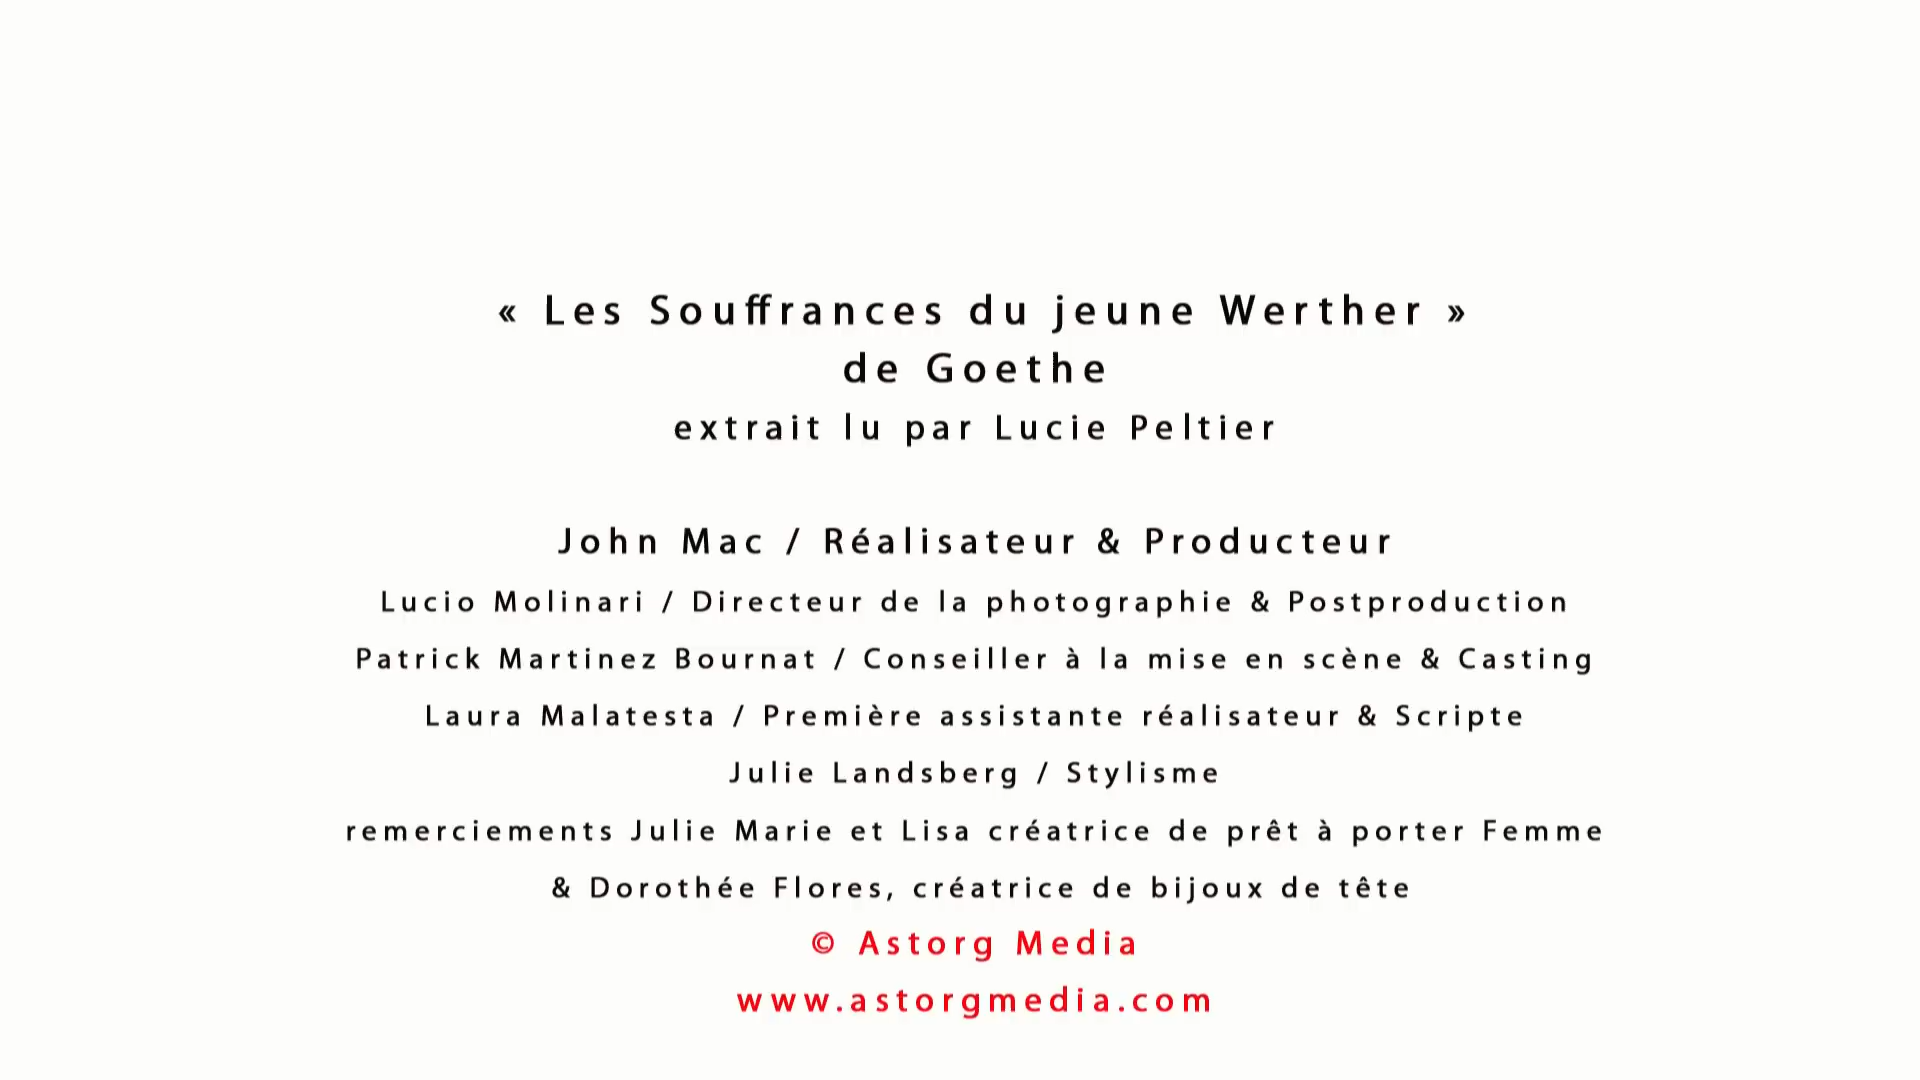 « Les Souffrances du jeune Werther »
de Goethe
extrait lu par Lucie Peltier
John Mac / Réalisateur & Producteur
Lucio Molinari / Directeur de la photographie & Postproduction
Patrick Martinez Bournat / Conseiller à la mise en scène & Casting
Laura Malatesta / Première assistante réalisateur & Scripte
Julie Landsberg / Stylisme
remerciements Julie Marie et Lisa créatrice de prêt à porter Femme
& Dorothée Flores, créatrice de bijoux de tête
© Astorg Media
www.astorgmedia.com